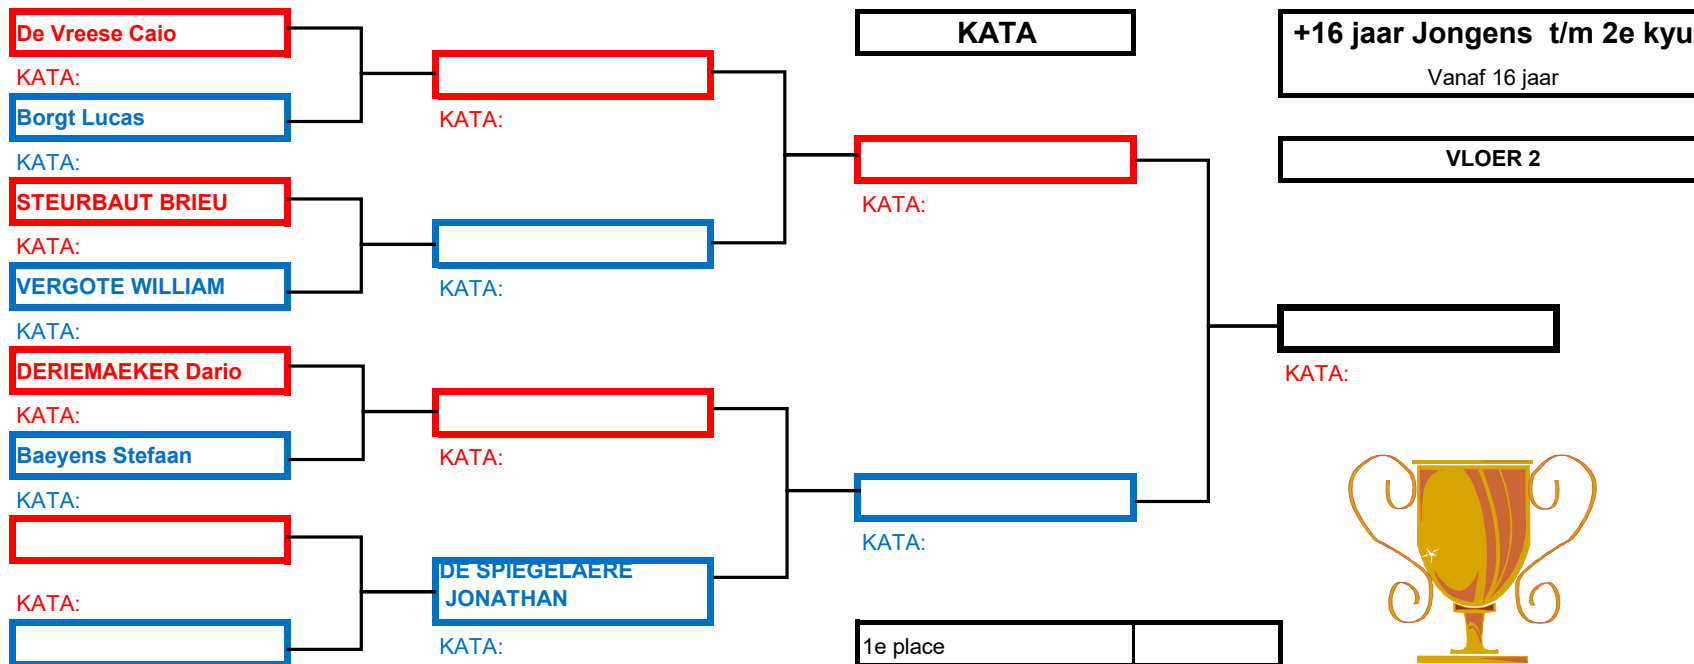 De Vreese Caio
KATA:
Borgt Lucas
KATA:
STEURBAUT BRIEU
KATA:
VERGOTE WILLIAM
KATA:
DERIEMAEKER Dario
KATA:
Baeyens Stefaan
KATA:
KATA:
KATA:
KATA:
KATA:
DE SPIEGELAERE
JONATHAN
KATA:
KATA
KATA:
KATA:
1e place
+16 jaar Jongens t/m 2e kyu
Vanaf 16 jaar
VLOER 2
KATA: